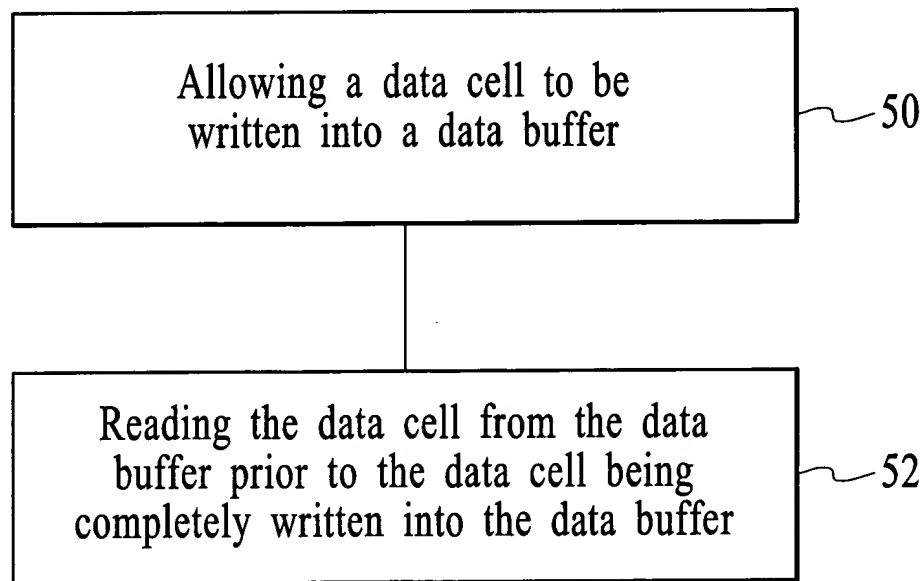 Allowing a data cell to be
written into a data buffer
50
Reading the data cell from the data
buffer prior to the data cell being
completely written into the data buffer
52